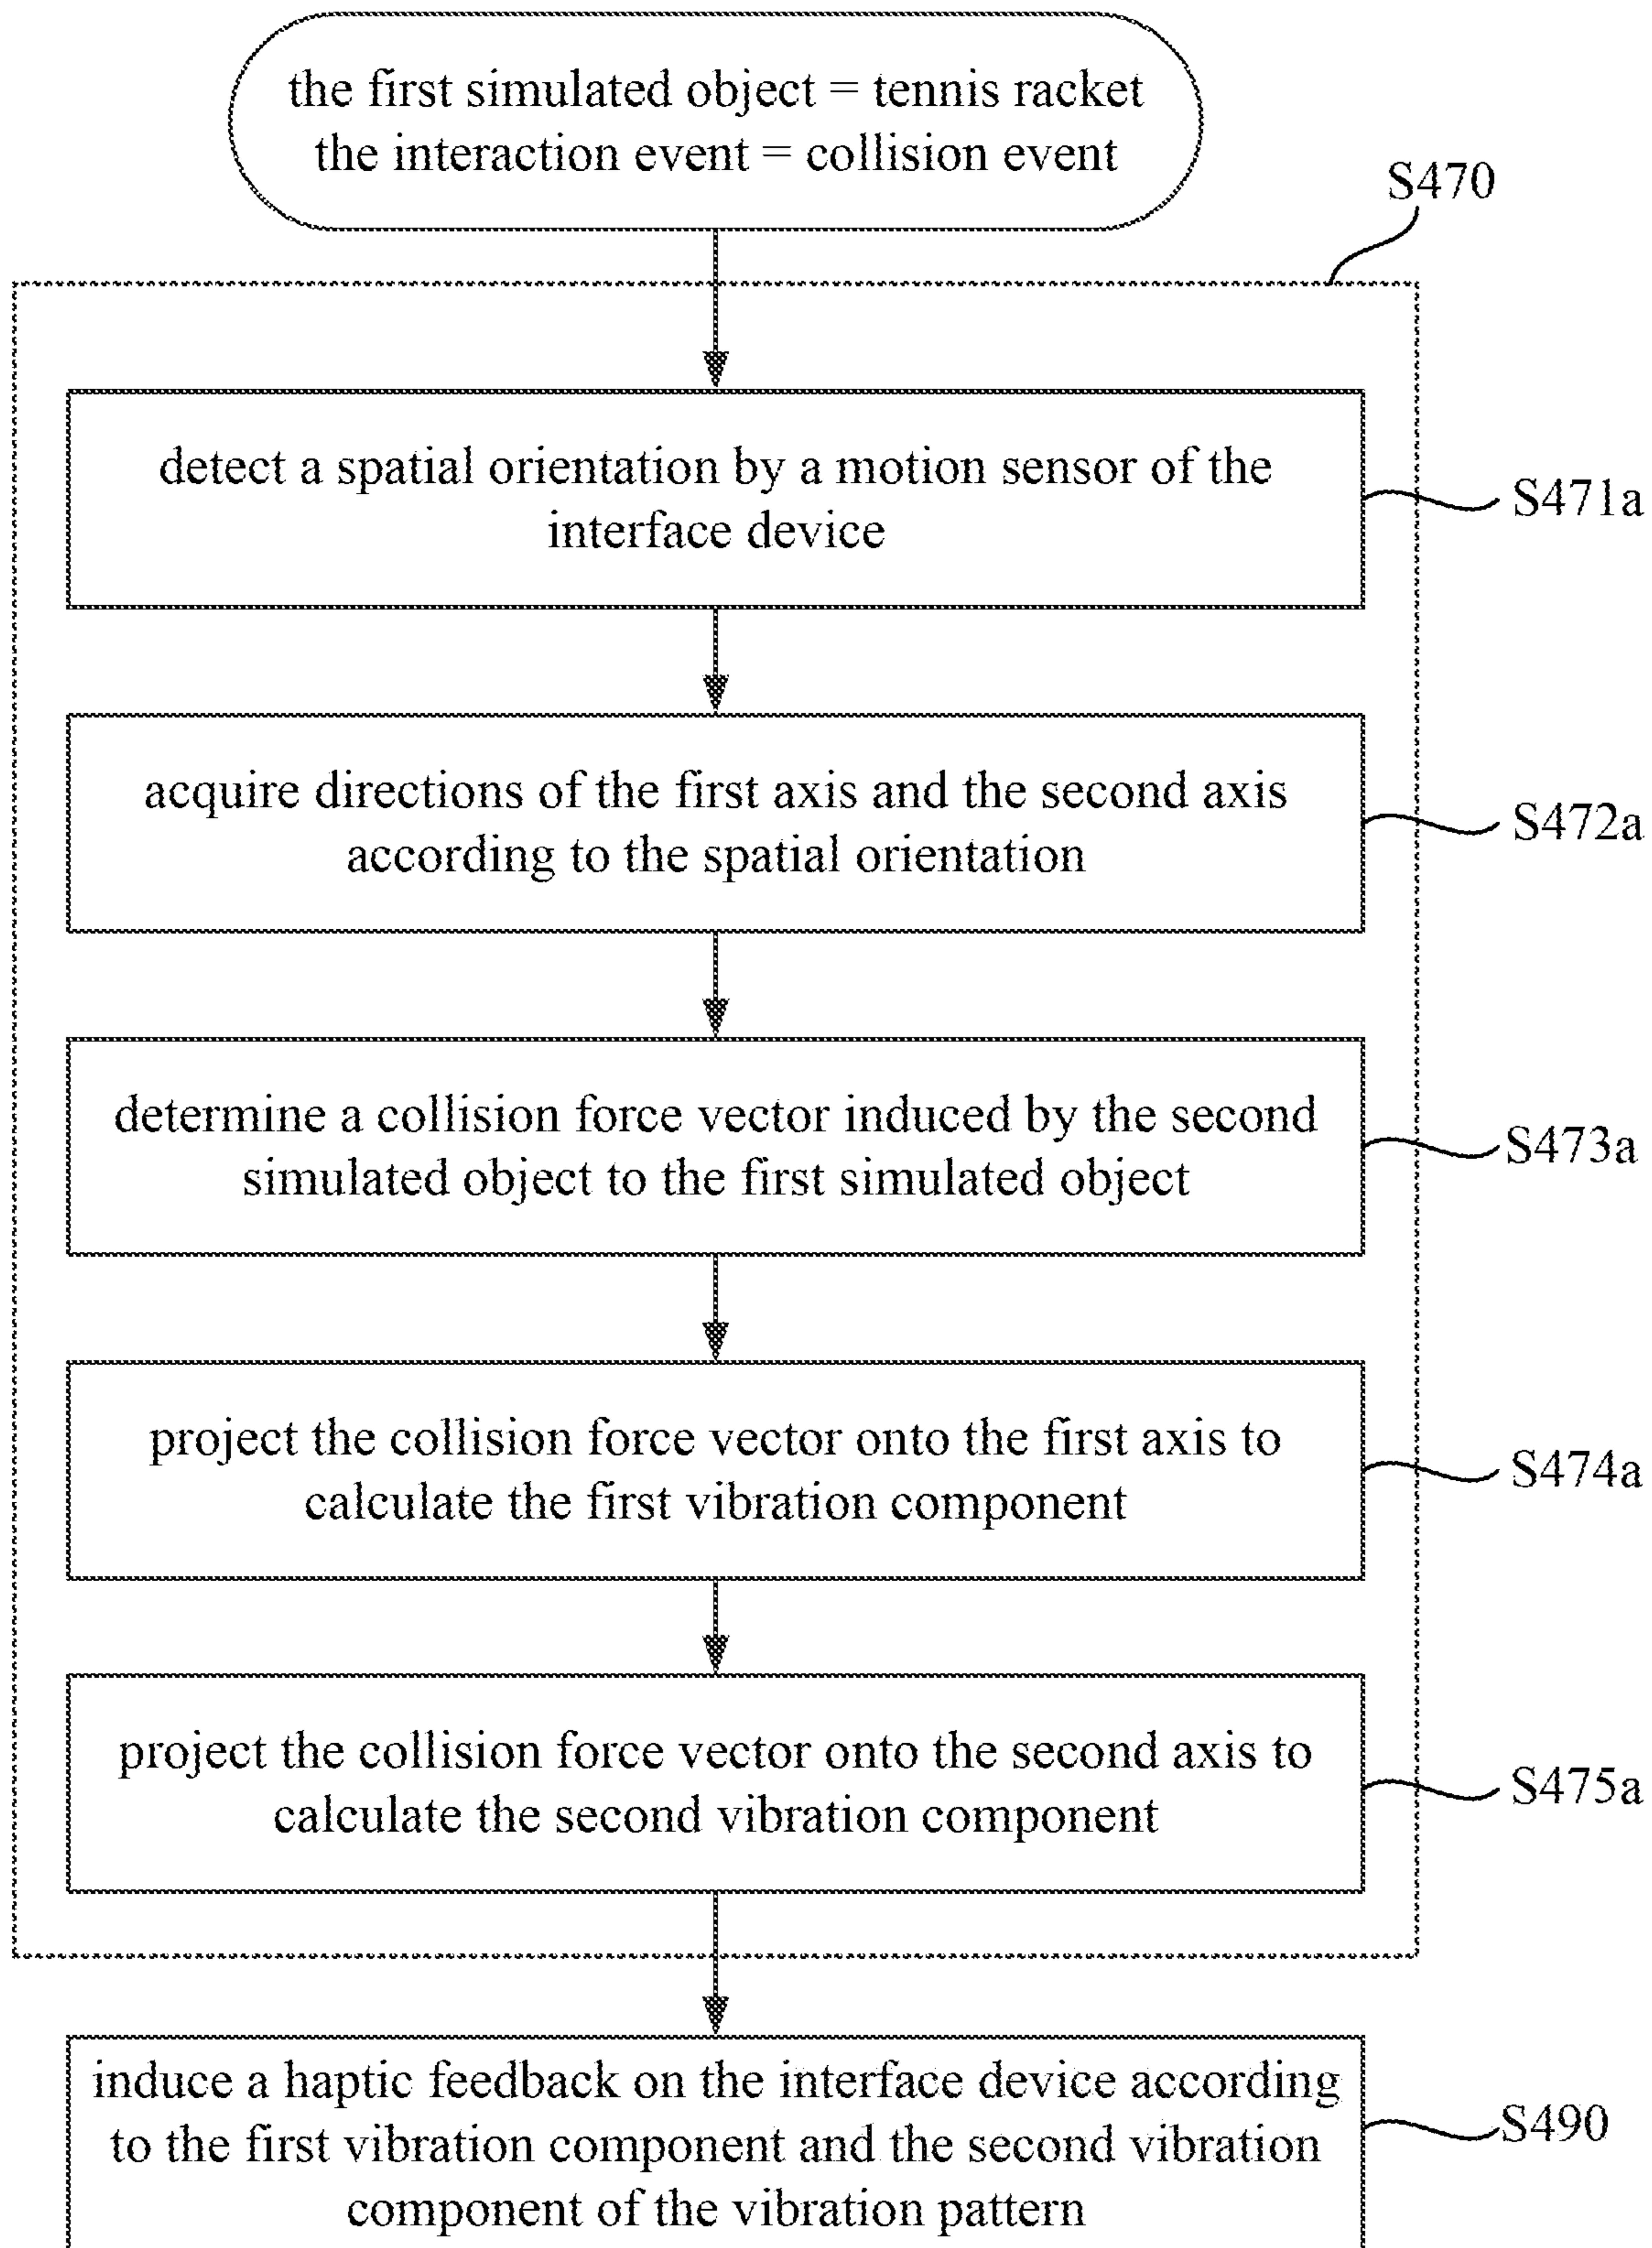 the first simulated object = tennis racket
the interaction event = collision event
S470
detect a spatial orientation by a motion sensor of the
interface device
S471a
acquire directions of the first axis and the second axis
according to the spatial orientation
S472a
determine a collision force vector induced by the second
simulated object to the first simulated object
S473a
project the collision force vector onto the first axis to
calculate the first vibration component
S474a
project the collision force vector onto the second axis to
calculate the second vibration component
S475a
induce a haptic feedback on the interface device according
to the first vibration component and the second vibration
component of the vibration pattern
S490